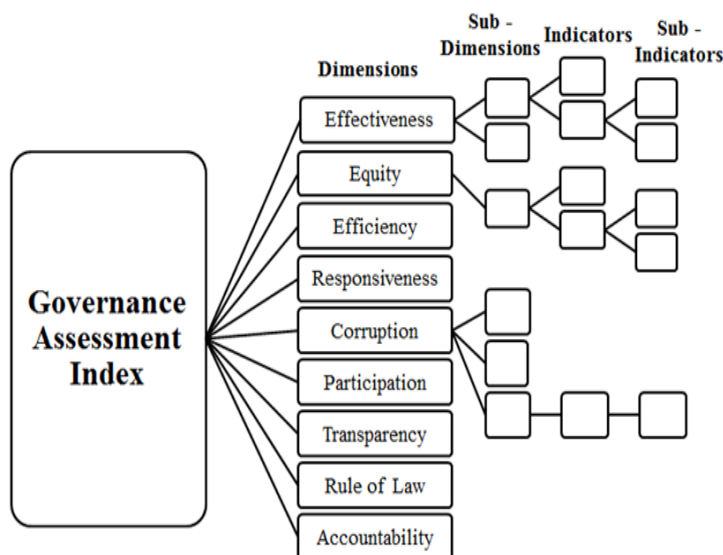 Sub -
Dimensions
Indicators
Sub -
Indicators
Dimensions
Effectiveness
Equity
Efficiency
Responsiveness
Corruption
Participation
Transparency
Rule of Law
Accountability
Governance
Assessment
Index